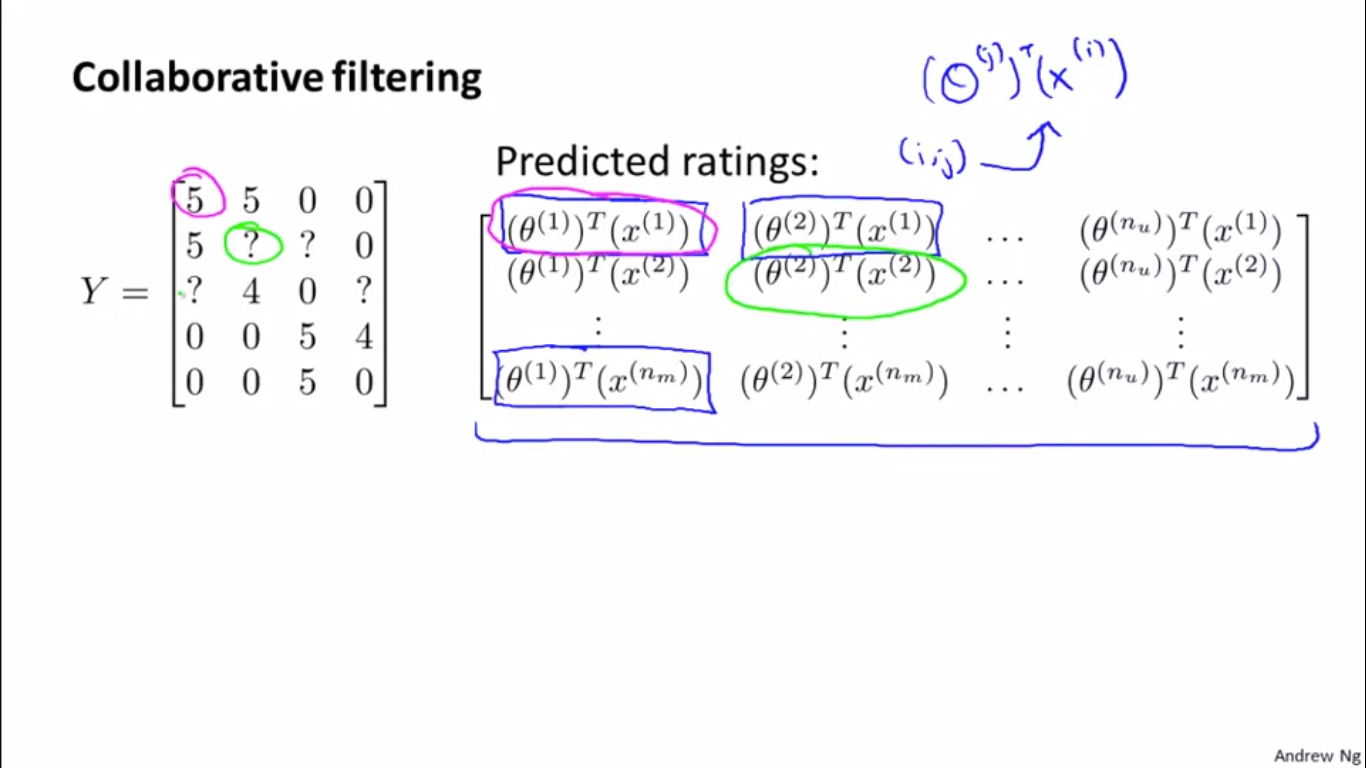 Collaborative filtering
(Θ^(j))^T (x^(i))
Predicted ratings:
(i,j)
Y =
5 5 0 0
5 ? ? 0
? 4 0 ?
0 0 5 4
0 0 5 0
(θ^(1))^T(x^(1)) (θ^(2))^T(x^(1)) … (θ^(n_u))^T(x^(1))
(θ^(1))^T(x^(2)) (θ^(2))^T(x^(2)) … (θ^(n_u))^T(x^(2))
⋮ ⋮ ⋮ ⋮
(θ^(1))^T(x^(n_m)) (θ^(2))^T(x^(n_m)) … (θ^(n_u))^T(x^(n_m))
Andrew Ng